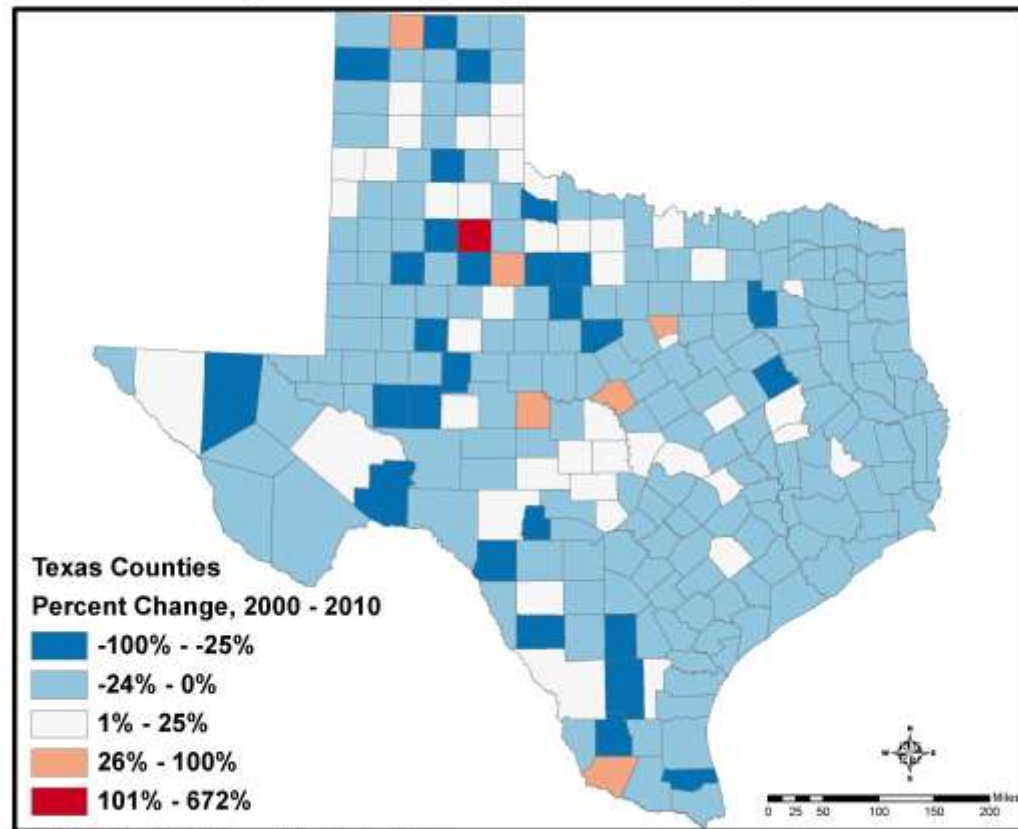 Texas Counties
Percent Change, 2000 - 2010
-100% - -25%
-24% - 0%
1% - 25%
26% - 100%
101% - 672%
N
W E
S
Miles
0 25 50 100 150 200